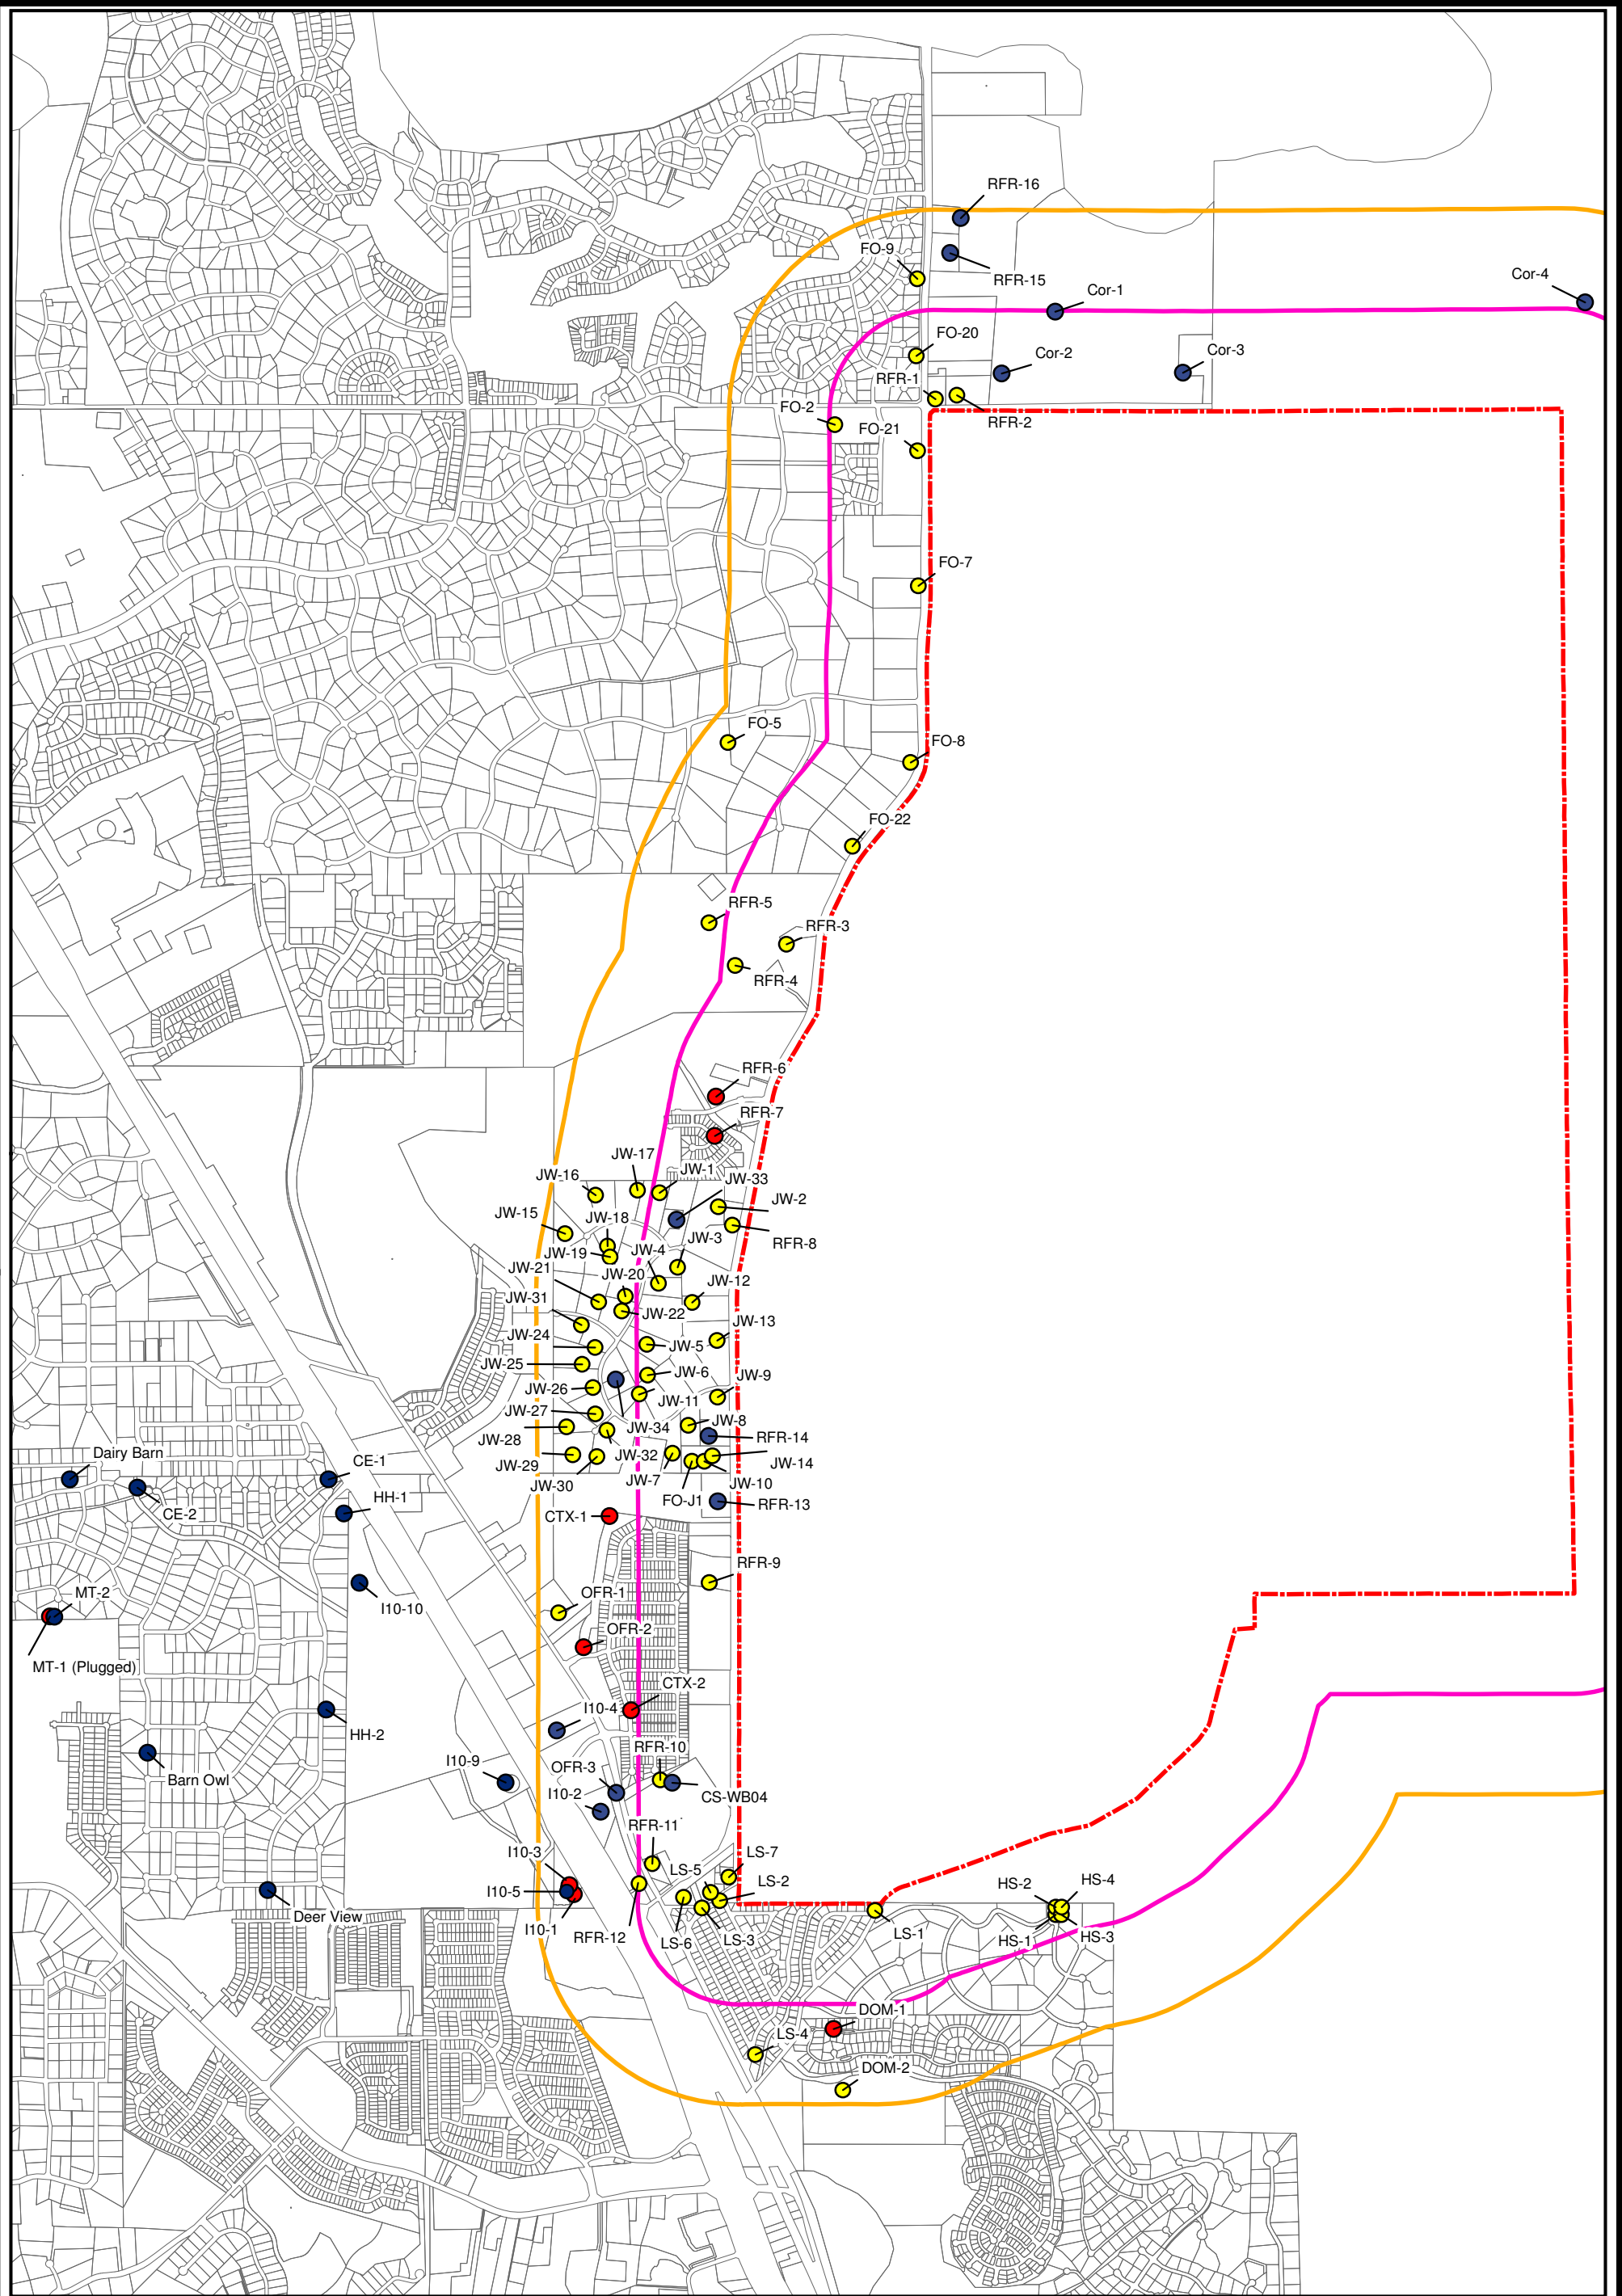 RFR-16
FO-9
RFR-15
Cor-4
Cor-1
FO-20
Cor-2
Cor-3
RFR-1
FO-2
RFR-2
FO-21
FO-7
FO-5
FO-8
FO-22
RFR-5
RFR-3
RFR-4
RFR-6
RFR-7
JW-17
JW-16
JW-1
JW-33
JW-2
JW-15
JW-18
JW-3
RFR-8
JW-19
JW-4
JW-21
JW-20
JW-12
JW-31
JW-22
JW-13
JW-24
JW-5
JW-25
JW-6
JW-9
JW-26
JW-11
JW-27
JW-8
JW-34
RFR-14
JW-28
Dairy Barn
JW-32
JW-14
CE-1
JW-29
JW-7
JW-10
JW-30
HH-1
FO-J1
RFR-13
CE-2
CTX-1
RFR-9
MT-2
OFR-1
I10-10
OFR-2
MT-1 (Plugged)
CTX-2
I10-4
HH-2
RFR-10
I10-9
OFR-3
Barn Owl
I10-2
CS-WB04
RFR-11
I10-3
LS-7
LS-5
LS-2
HS-2
HS-4
I10-5
Deer View
I10-1
RFR-12
LS-6
LS-3
LS-1
HS-1
HS-3
DOM-1
LS-4
DOM-2